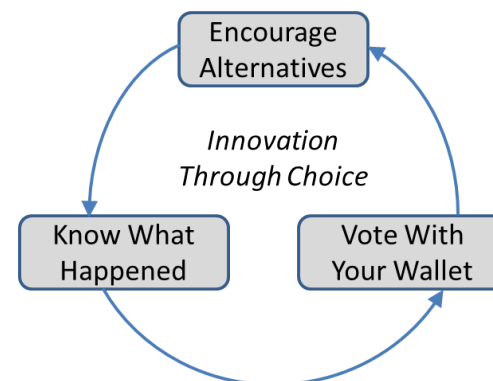 Encourage
Alternatives
Innovation
Through Choice
Know What
Happened
Vote With
Your Wallet